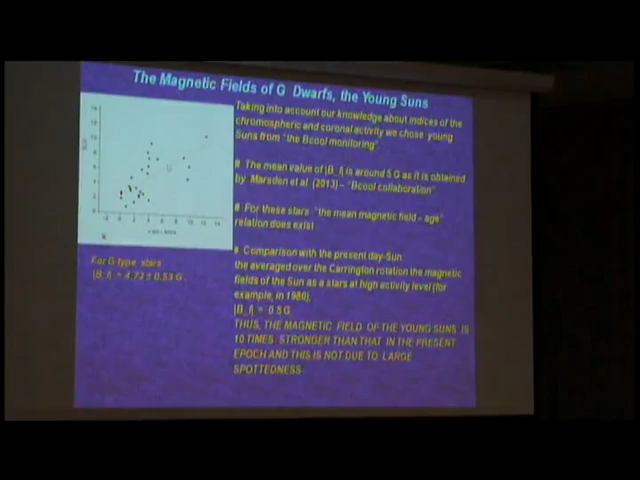 The Magnetic Fields of G Dwarfs, the Young Suns
Taking into account our knowledge about indices of the
chromospheric and coronal activity we chose young
Suns from "the Bcool monitoring".
# The mean value of |B_l| is around 5 G as it is obtained
by Marsden et al. (2013) – "Bcool collaboration"
# For these stars "the mean magnetic field - age"
relation does exist
# Comparison with the present day-Sun:
the averaged over the Carrington rotation the magnetic
fields of the Sun as a stars at high activity level (for
example, in 1980),
|B_l| = 0.5 G
THUS, THE MAGNETIC FIELD OF THE YOUNG SUNS IS
10 TIMES STRONGER THAN THAT IN THE PRESENT
EPOCH AND THIS IS NOT DUE TO LARGE
SPOTTEDNESS
For G-type stars
|B_l| = 4.72 ± 0.53 G.